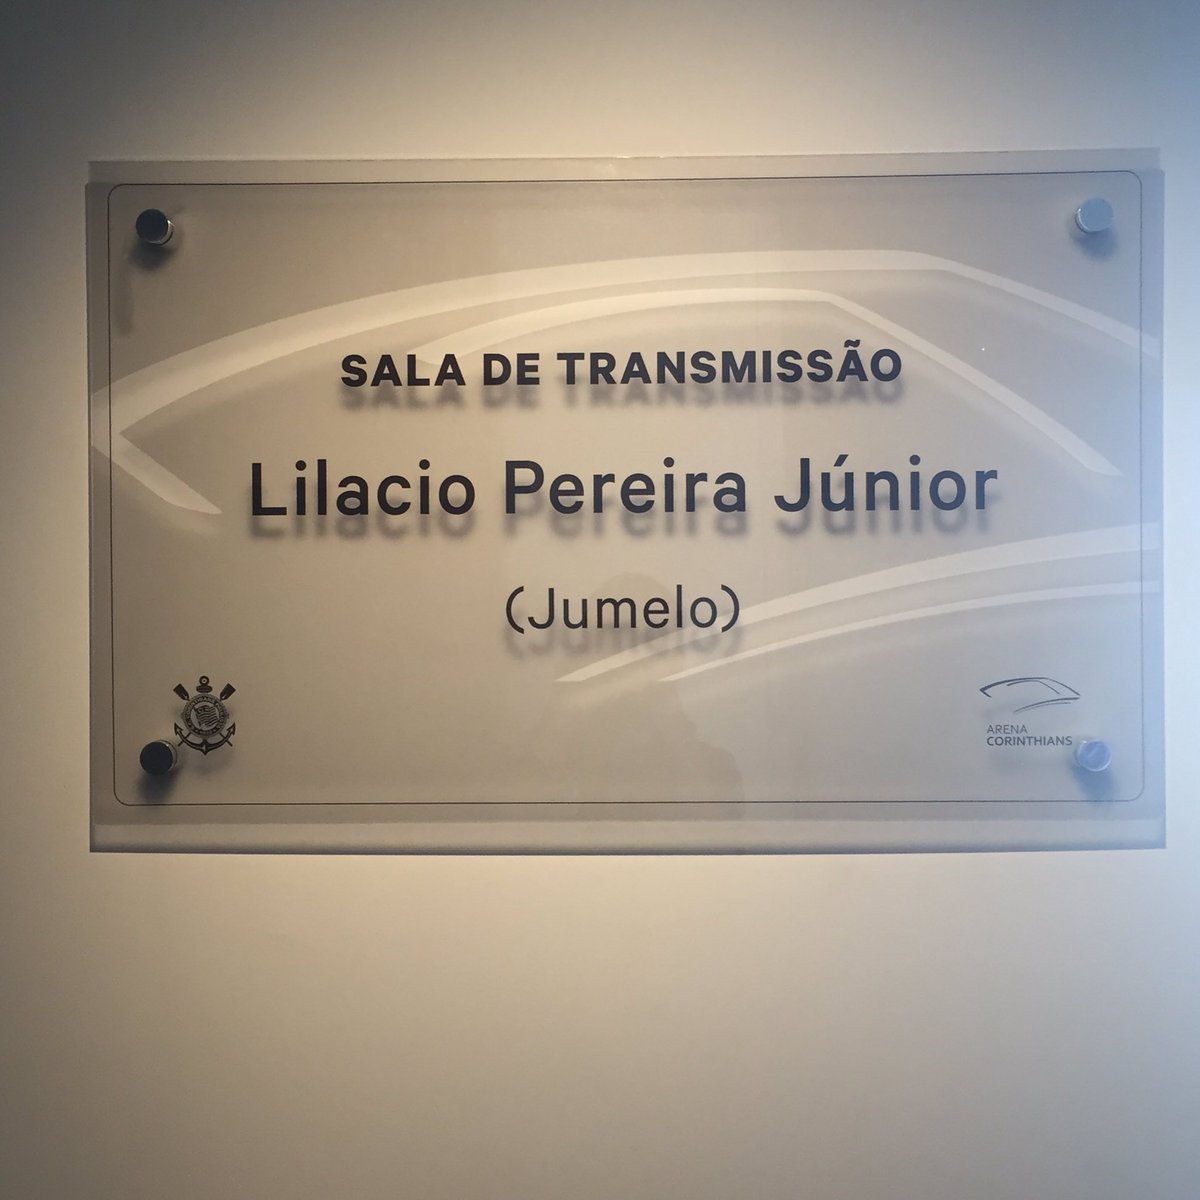 SALA DE TRANSMISSÃO
Lilacio Pereira Júnior
(Jumelo)
ARENA
CORINTHIANS